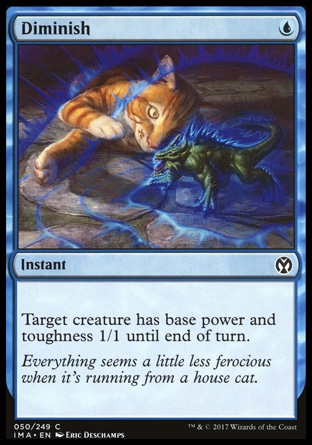 Diminish
Instant
Target creature has base power and
toughness 1/1 until end of turn.
Everything seems a little less ferocious
when it's running from a house cat.
050/249 C
IMA • EN Eric Deschamps
™ & © 2017 Wizards of the Coast